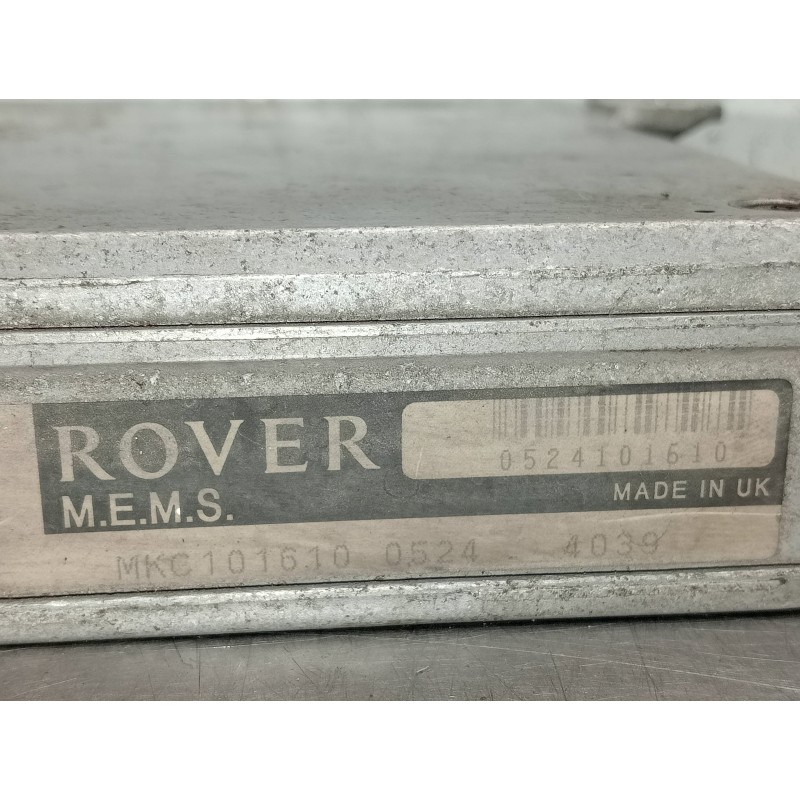 ROVER
0524101610
M.E.M.S.
MADE IN UK
MKC101610 0524 4039